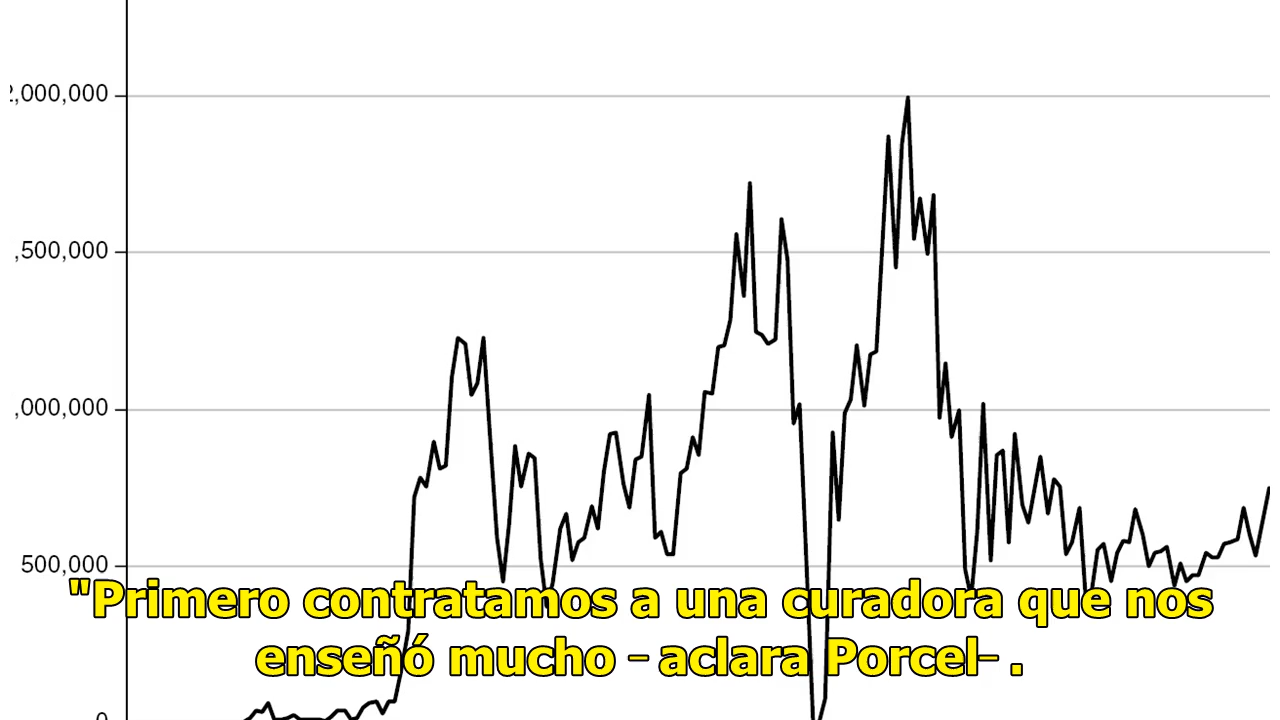 2,000,000
,500,000
,000,000
500,000
"Primero contratamos a una curadora que nos
enseñó mucho - aclara Porcel- .
0